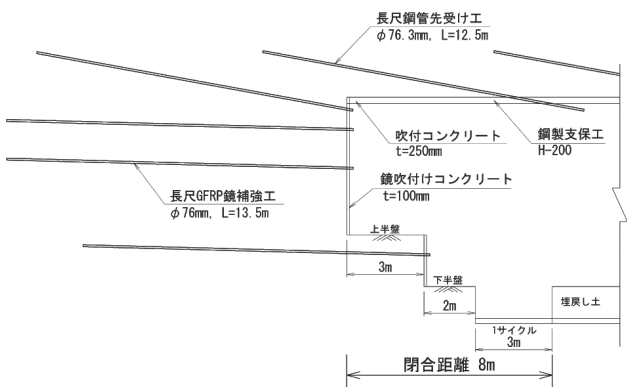 長尺鋼管先受け工
φ76.3mm, L=12.5m
吹付コンクリート
t=250mm
鋼製支保工
H-200
鏡吹付けコンクリート
t=100mm
長尺GFRP鏡補強工
φ76mm, L=13.5m
上半盤
3m
下半盤
2m
埋戻し土
1サイクル
3m
閉合距離 8m